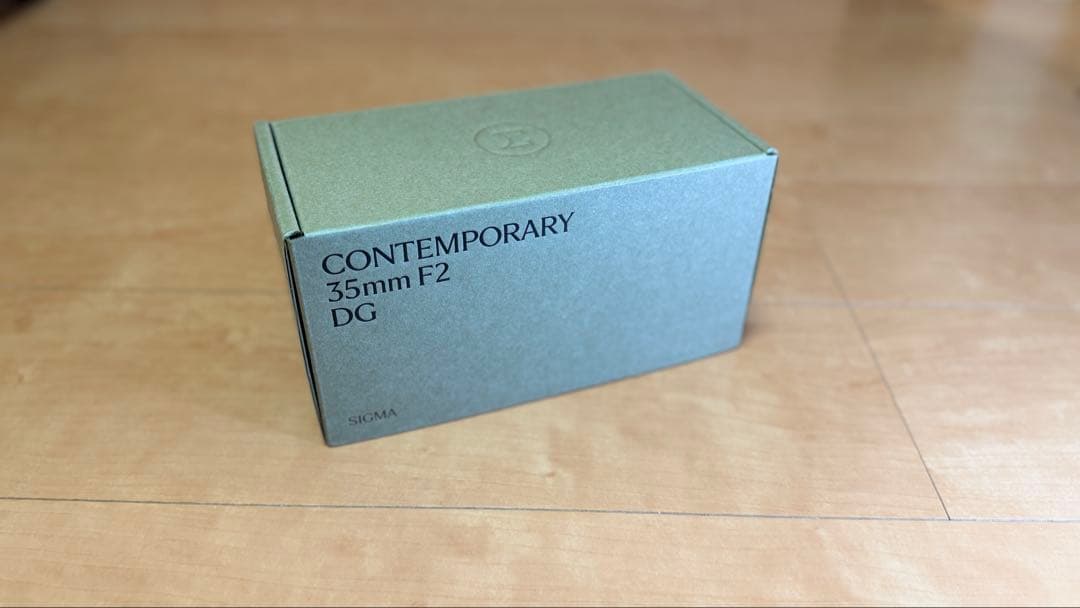 CONTEMPORARY
35mm F2
DG
SIGMA